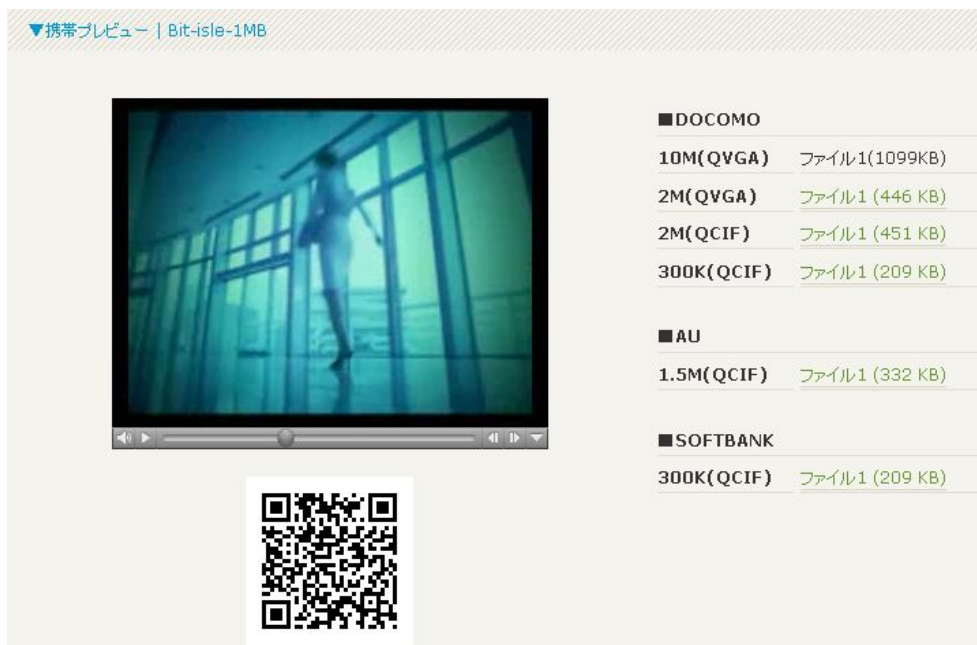 ▼携帯プレビュー | Bit-isle-1MB
■DOCOMO
10M(QVGA) ファイル1(1099KB)
2M(QVGA) ファイル1 (446 KB)
2M(QCIF) ファイル1 (451 KB)
300K(QCIF) ファイル1 (209 KB)
■AU
1.5M(QCIF) ファイル1 (332 KB)
■SOFTBANK
300K(QCIF) ファイル1 (209 KB)